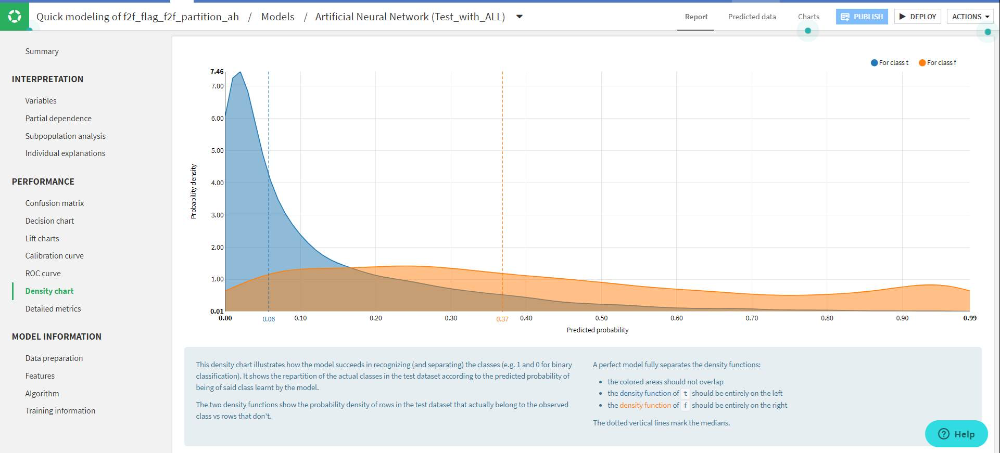 Quick modeling of f2f_flag_f2f_partition_ah / Models / Artificial Neural Network (Test_with_ALL)
Report Predicted data Charts PUBLISH DEPLOY ACTIONS
Summary
INTERPRETATION
Variables
Partial dependence
Subpopulation analysis
Individual explanations
PERFORMANCE
Confusion matrix
Decision chart
Lift charts
Calibration curve
ROC curve
Density chart
Detailed metrics
MODEL INFORMATION
Data preparation
Features
Algorithm
Training information
For class t For class f
Probability density
7.46
7.00
6.00
5.00
4.00
3.00
2.00
1.00
0.01
0.00 0.06 0.10 0.20 0.30 0.37 0.40 0.50 0.60 0.70 0.80 0.90 0.99
Predicted probability
This density chart illustrates how the model succeeds in recognizing (and separating) the classes (e.g. 1 and 0 for binary
classification). It shows the repartition of the actual classes in the test dataset according to the predicted probability of
being of said class learnt by the model.
The two density functions show the probability density of rows in the test dataset that actually belong to the observed
class vs rows that don't.
A perfect model fully separates the density functions:
• the colored areas should not overlap
• the density function of t should be entirely on the left
• the density function of f should be entirely on the right
The dotted vertical lines mark the medians.
Help